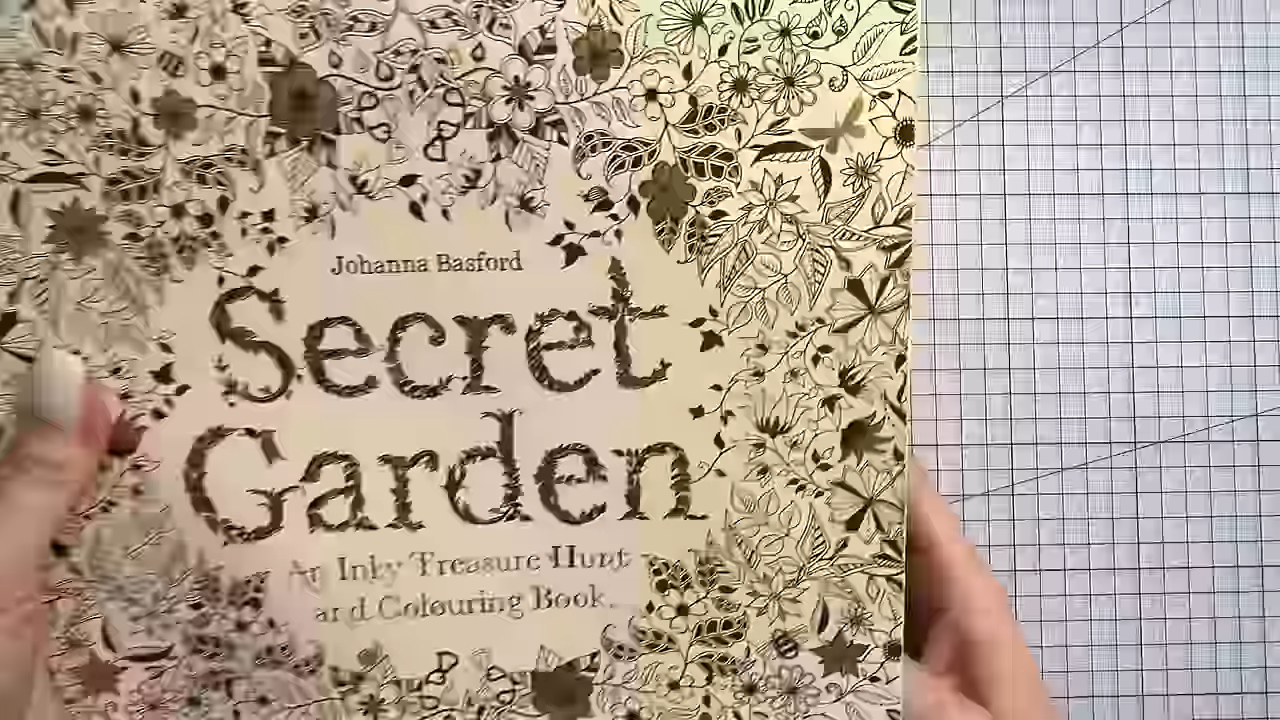 Johanna Basford
Secret
Garden
An Inky Treasure Hunt
and Colouring Book